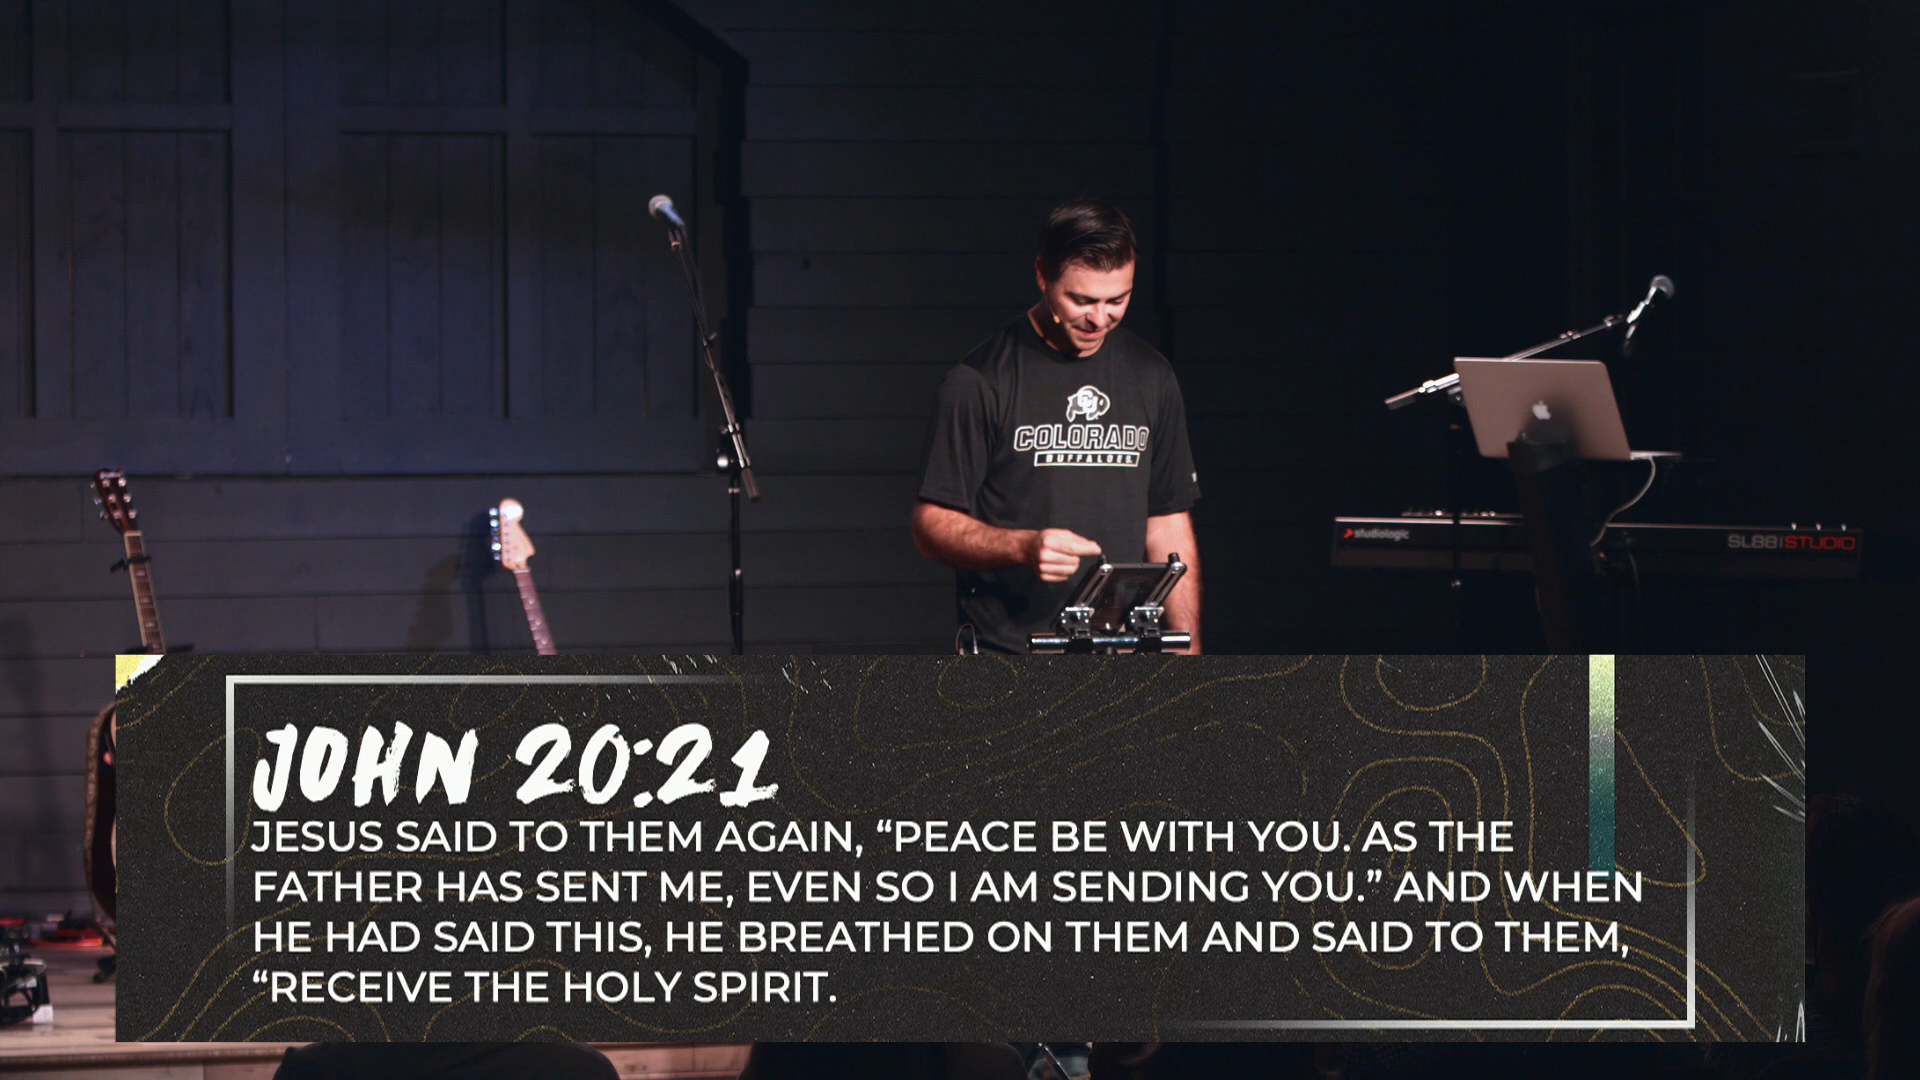 CU
COLORADO
BUFFALOES
studiologic
SL88 STUDIO
JOHN 20:21
JESUS SAID TO THEM AGAIN, “PEACE BE WITH YOU. AS THE
FATHER HAS SENT ME, EVEN SO I AM SENDING YOU.” AND WHEN
HE HAD SAID THIS, HE BREATHED ON THEM AND SAID TO THEM,
“RECEIVE THE HOLY SPIRIT.